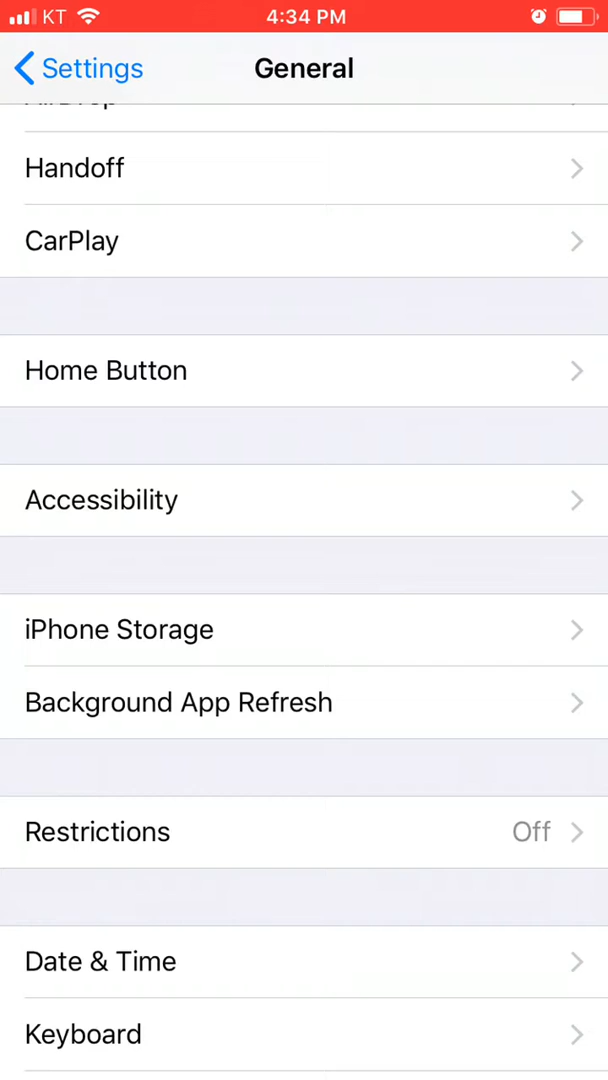 KT 4:34 PM
Settings General
AirDrop
Handoff
CarPlay
Home Button
Accessibility
iPhone Storage
Background App Refresh
Restrictions Off
Date & Time
Keyboard